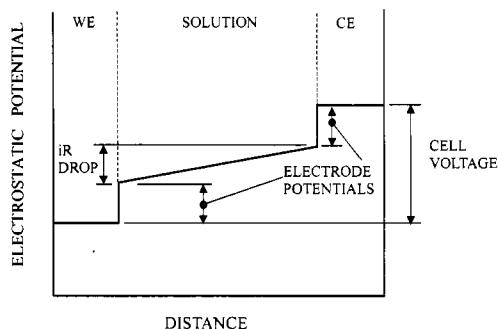 WE
SOLUTION
CE
ELECTROSTATIC POTENTIAL
iR
DROP
ELECTRODE
POTENTIALS
CELL
VOLTAGE
DISTANCE